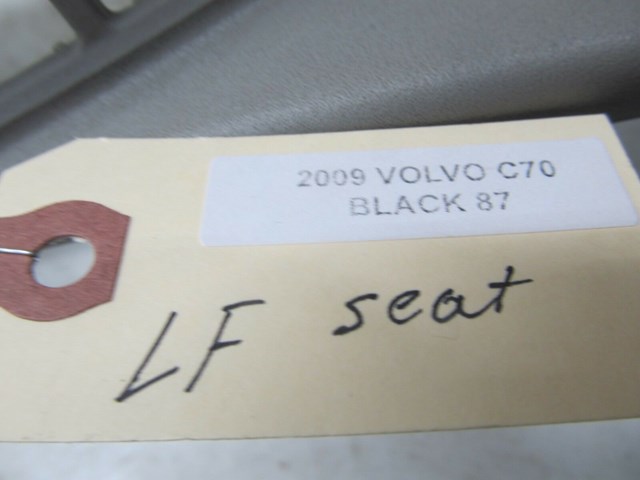 2009 VOLVO C70
BLACK 87
LF seat